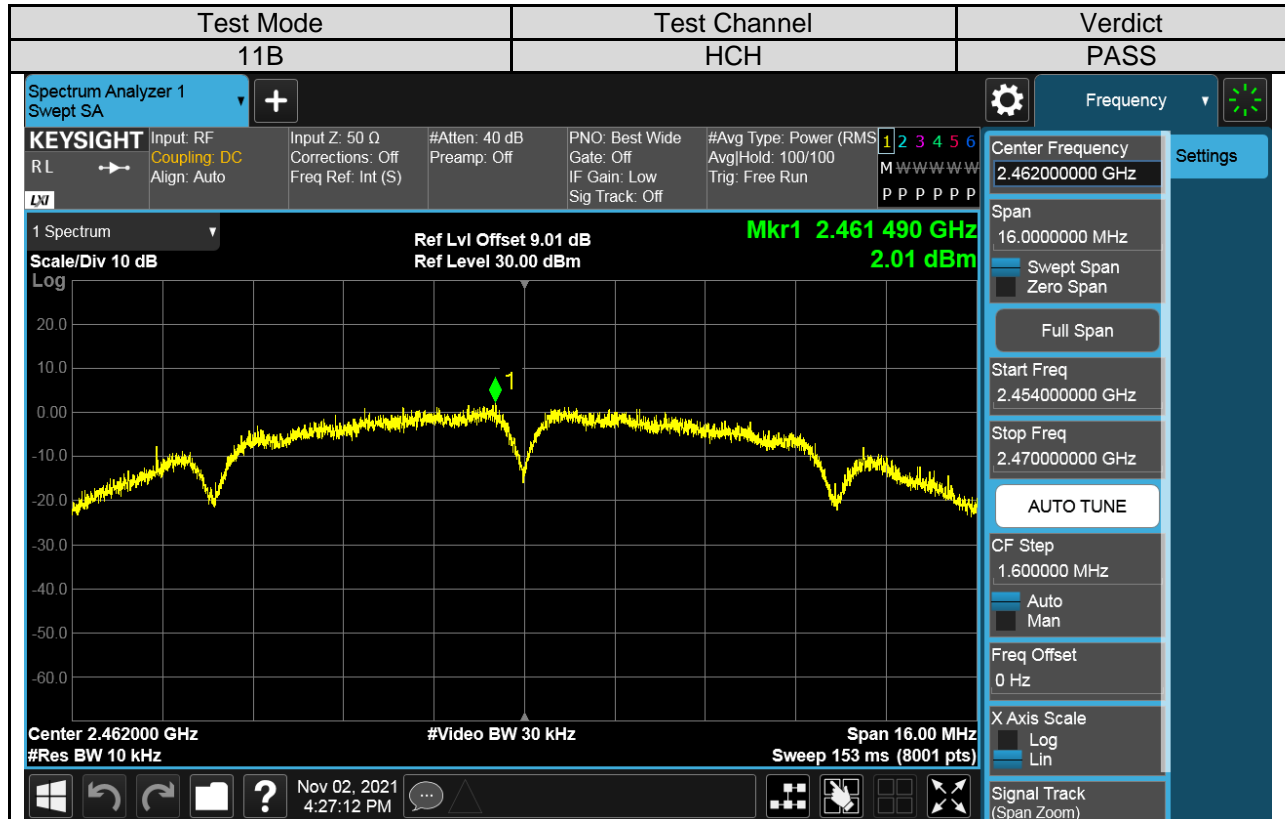 Test Mode Test Channel Verdict
11B HCH PASS
Spectrum Analyzer 1
Swept SA
+
Frequency
KEYSIGHT Input: RF Input Z: 50 Ω #Atten: 40 dB PNO: Best Wide #Avg Type: Power (RMS 1 2 3 4 5 6
RL Coupling: DC Corrections: Off Preamp: Off Gate: Off Avg|Hold: 100/100 M W W W W W
Align: Auto Freq Ref: Int (S) IF Gain: Low Trig: Free Run
LXI Sig Track: Off P P P P P P
1 Spectrum Ref Lvl Offset 9.01 dB Mkr1 2.461 490 GHz
Scale/Div 10 dB Ref Level 30.00 dBm 2.01 dBm
Log
20.0
10.0
1
0.00
-10.0
-20.0
-30.0
-40.0
-50.0
-60.0
Center 2.462000 GHz #Video BW 30 kHz Span 16.00 MHz
#Res BW 10 kHz Sweep 153 ms (8001 pts)
?
Nov 02, 2021
4:27:12 PM
Center Frequency
2.462000000 GHz
Settings
Span
16.0000000 MHz
Swept Span
Zero Span
Full Span
Start Freq
2.454000000 GHz
Stop Freq
2.470000000 GHz
AUTO TUNE
CF Step
1.600000 MHz
Auto
Man
Freq Offset
0 Hz
X Axis Scale
Log
Lin
Signal Track
(Span Zoom)